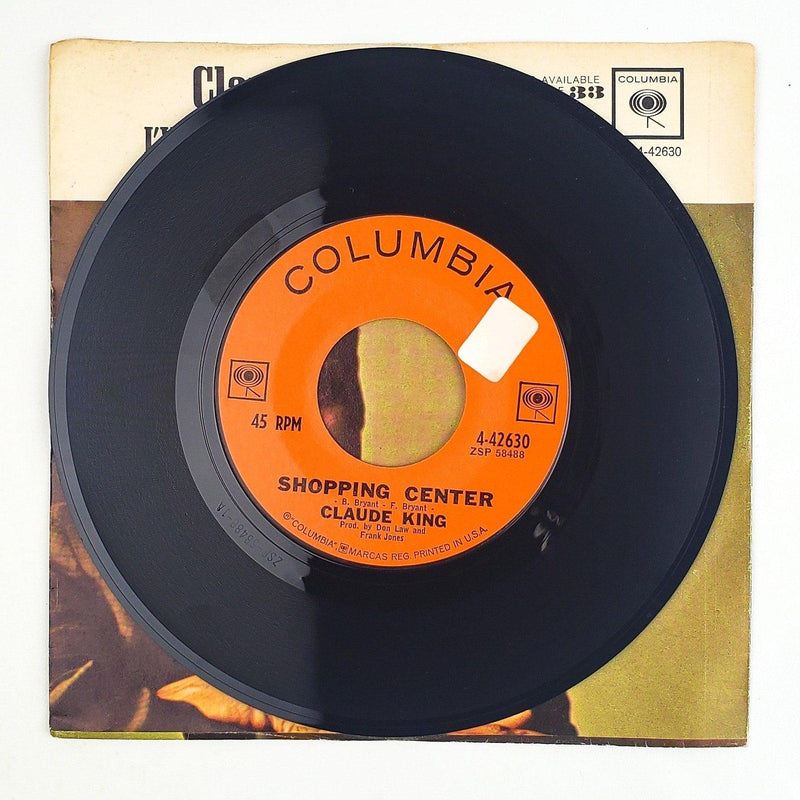 AVAILABLE
33
COLUMBIA
4-42630
COLUMBIA
45 RPM
4-42630
ZSP 58488
SHOPPING CENTER
- B. Bryant - F. Bryant -
CLAUDE KING
Prod. by Don Law and
Frank Jones
℗ "COLUMBIA", MARCAS REG. PRINTED IN U.S.A.